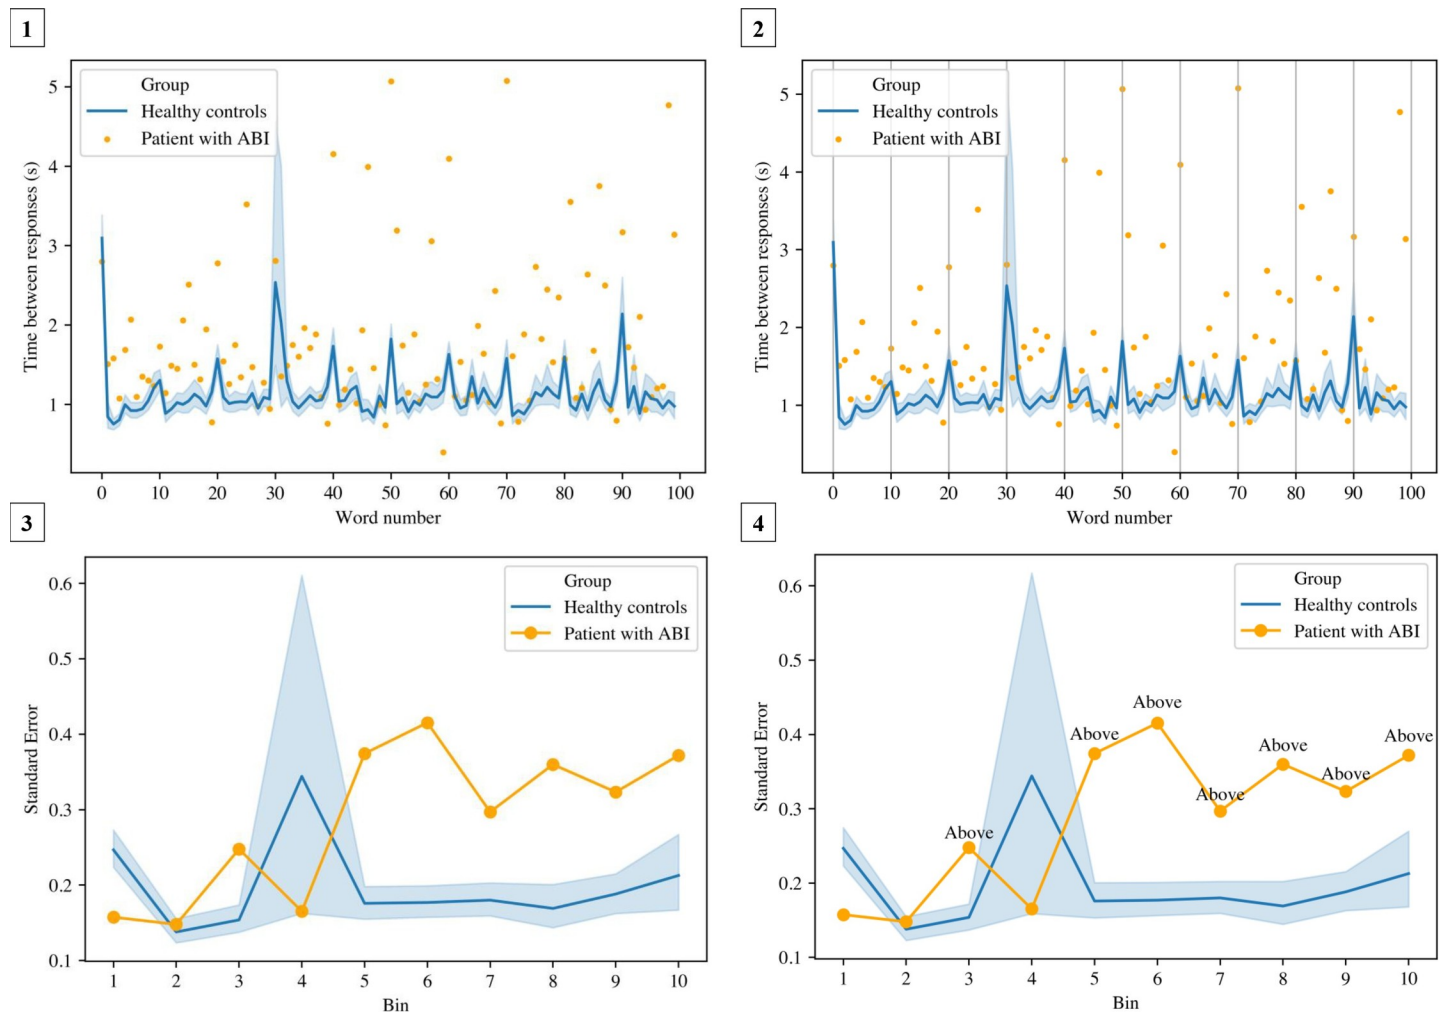 1
Group
Healthy controls
Patient with ABI
5
4
3
2
1
Time between responses (s)
0 10 20 30 40 50 60 70 80 90 100
Word number
2
Group
Healthy controls
Patient with ABI
5
4
3
2
1
Time between responses (s)
0 10 20 30 40 50 60 70 80 90 100
Word number
3
Group
Healthy controls
Patient with ABI
0.6
0.5
0.4
0.3
0.2
0.1
Standard Error
1 2 3 4 5 6 7 8 9 10
Bin
4
Group
Healthy controls
Patient with ABI
0.6
0.5
0.4
0.3
0.2
0.1
Standard Error
Above
Above
Above
Above
Above
Above
Above
1 2 3 4 5 6 7 8 9 10
Bin